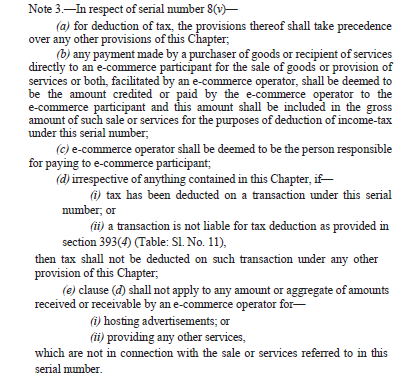 Note 3.—In respect of serial number 8(v)—
(a) for deduction of tax, the provisions thereof shall take precedence
over any other provisions of this Chapter;
(b) any payment made by a purchaser of goods or recipient of services
directly to an e-commerce participant for the sale of goods or provision of
services or both, facilitated by an e-commerce operator, shall be deemed to
be the amount credited or paid by the e-commerce operator to the
e-commerce participant and this amount shall be included in the gross
amount of such sale or services for the purposes of deduction of income-tax
under this serial number;
(c) e-commerce operator shall be deemed to be the person responsible
for paying to e-commerce participant;
(d) irrespective of anything contained in this Chapter, if—
(i) tax has been deducted on a transaction under this serial
number; or
(ii) a transaction is not liable for tax deduction as provided in
section 393(4) (Table: Sl. No. 11),
then tax shall not be deducted on such transaction under any other
provision of this Chapter;
(e) clause (d) shall not apply to any amount or aggregate of amounts
received or receivable by an e-commerce operator for—
(i) hosting advertisements; or
(ii) providing any other services,
which are not in connection with the sale or services referred to in this
serial number.